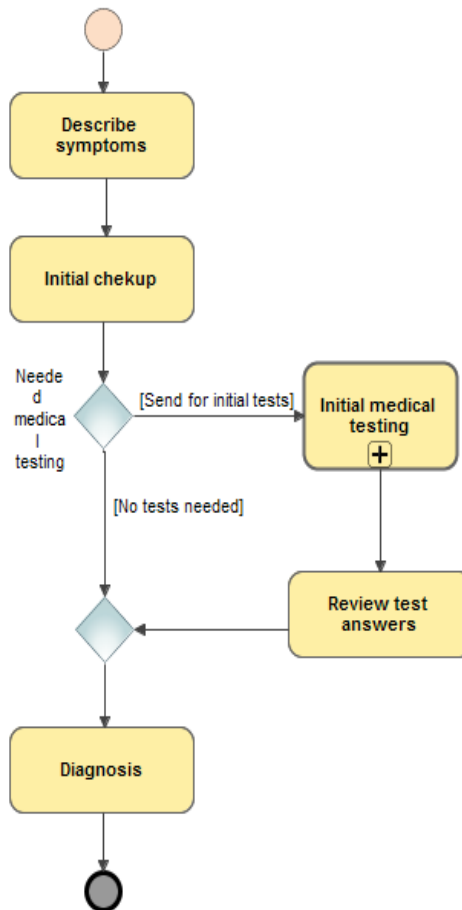 Describe
symptoms
Initial chekup
Neede
d
medica
l
testing
[Send for initial tests]
Initial medical
testing
[No tests needed]
Review test
answers
Diagnosis